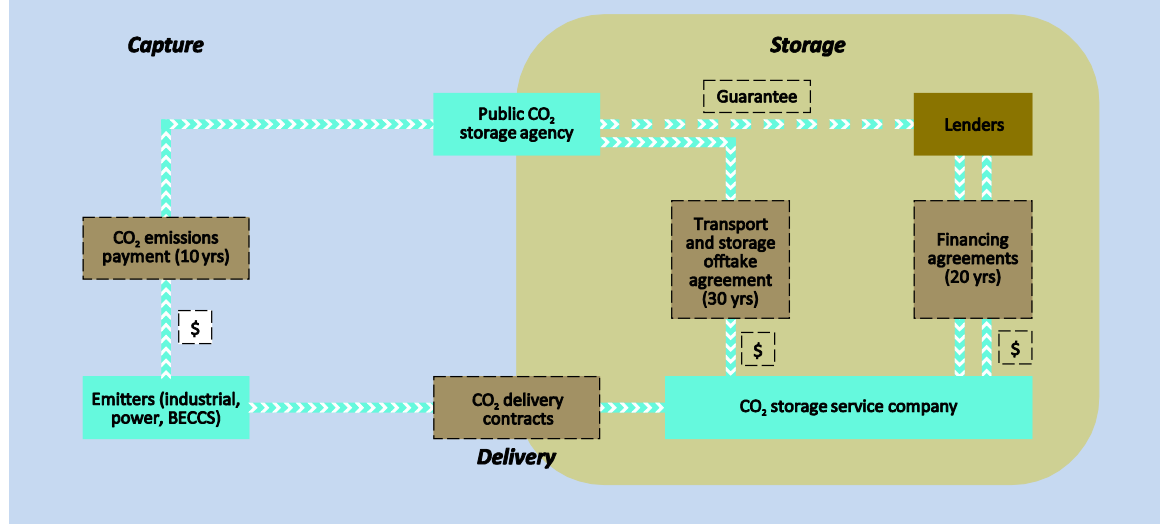 Capture
Storage
Guarantee
Public CO₂
storage agency
Lenders
CO₂ emissions
payment (10 yrs)
Transport
and storage
offtake
agreement
(30 yrs)
Financing
agreements
(20 yrs)
$
$
$
Emitters (industrial,
power, BECCS)
CO₂ delivery
contracts
CO₂ storage service company
Delivery